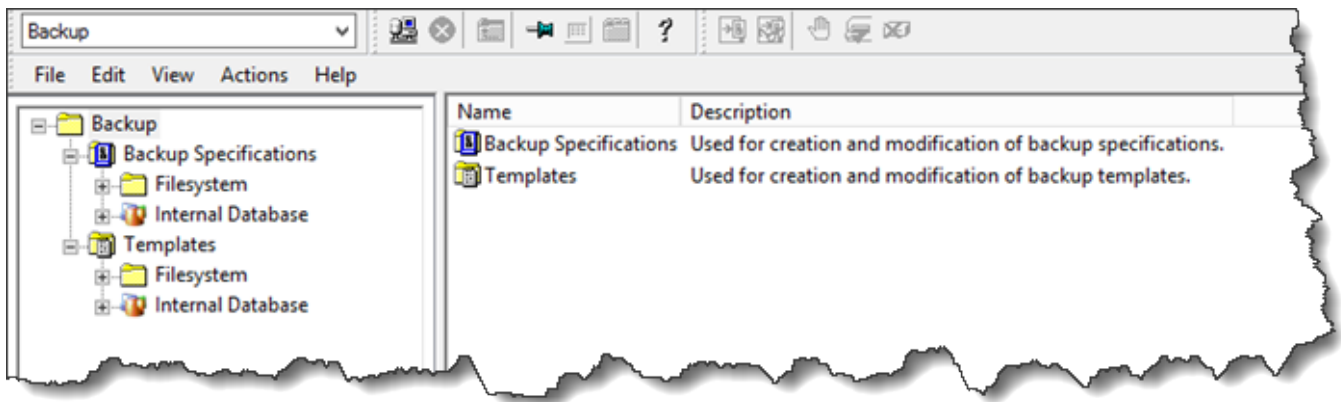 Backup
?
File Edit View Actions Help
Backup
Backup Specifications
Filesystem
Internal Database
Templates
Filesystem
Internal Database
Name Description
Backup Specifications Used for creation and modification of backup specifications.
Templates Used for creation and modification of backup templates.